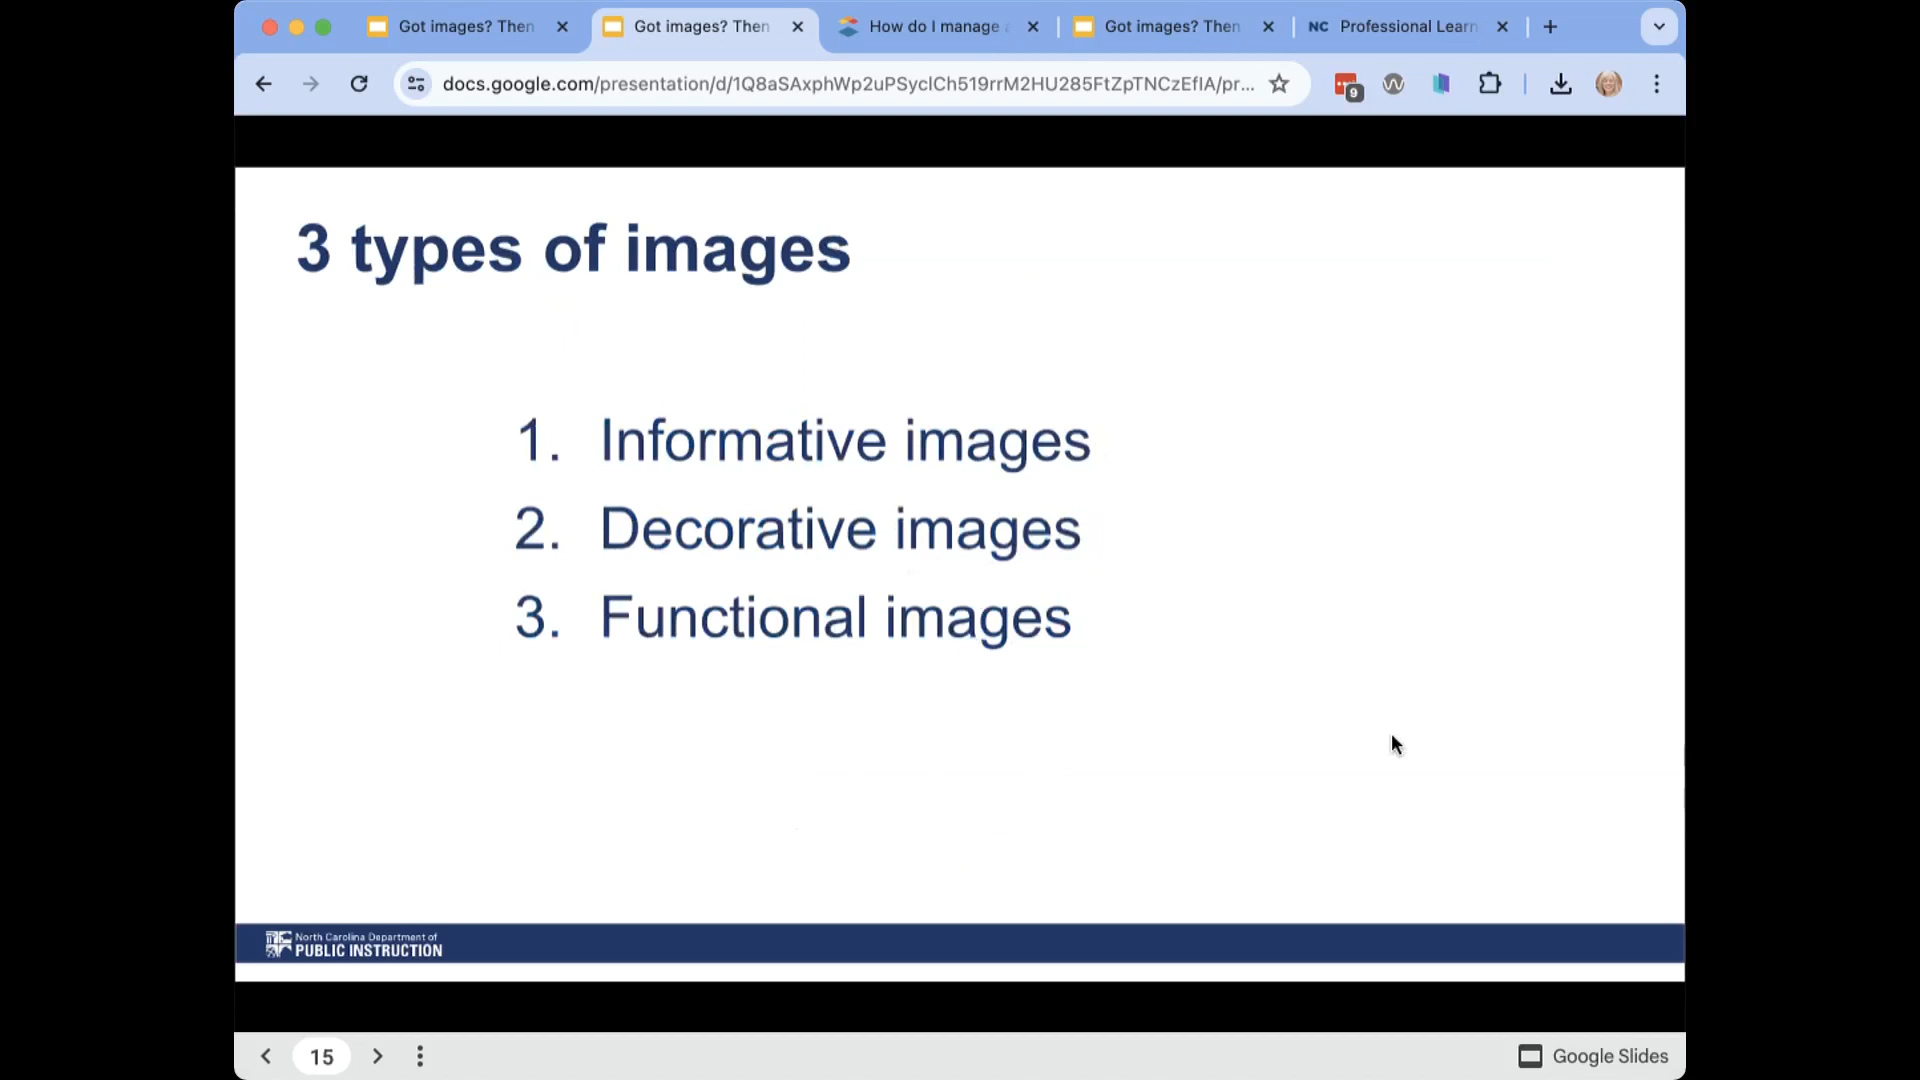 Got images? Then
Got images? Then
How do I manage
Got images? Then
NC Professional Learn
docs.google.com/presentation/d/1Q8aSAxphWp2uPSyclCh519rrM2HU285FtZpTNCzEfIA/pr...
9
3 types of images
1. Informative images
2. Decorative images
3. Functional images
North Carolina Department of
PUBLIC INSTRUCTION
15
Google Slides